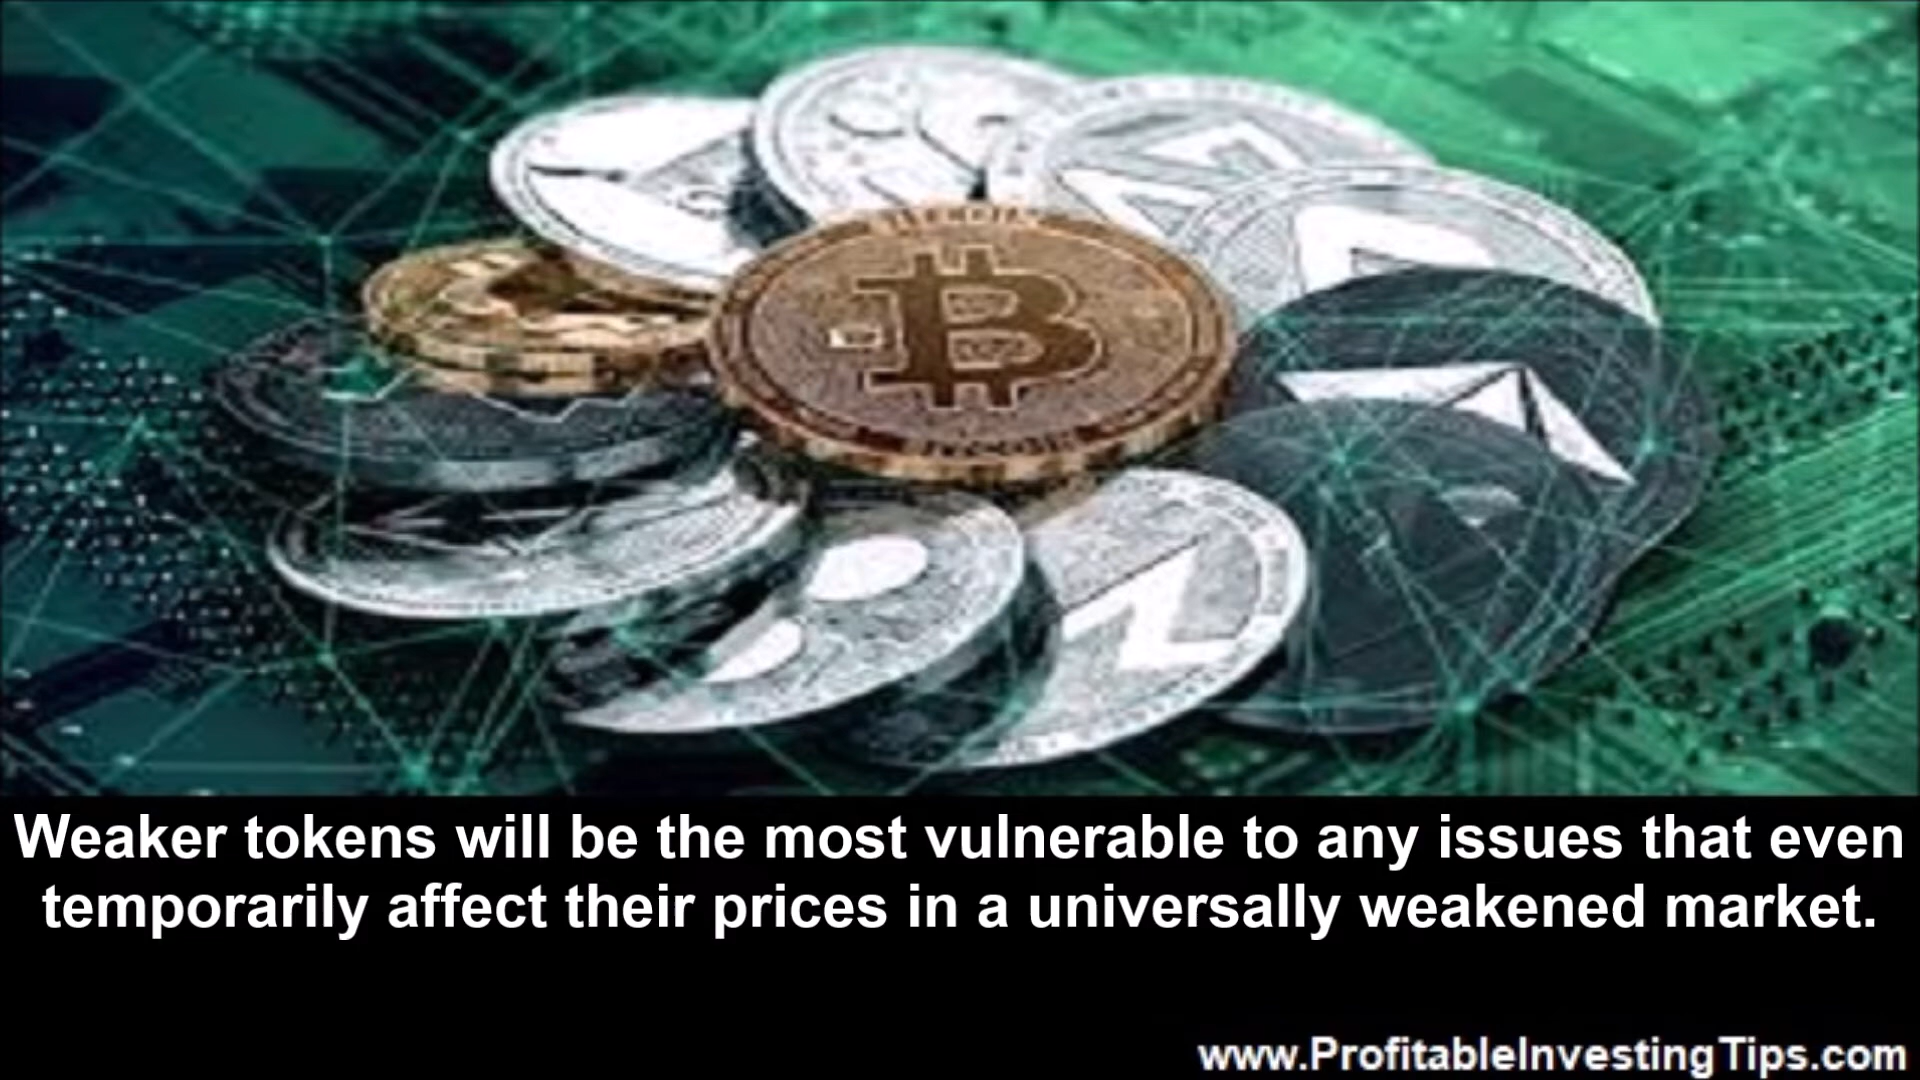 Weaker tokens will be the most vulnerable to any issues that even
temporarily affect their prices in a universally weakened market.
www.ProfitableInvestingTips.com